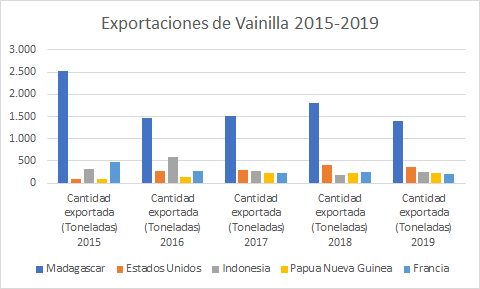 Exportaciones de Vainilla 2015-2019
3.000
2.500
2.000
1.500
1.000
500
0
Cantidad exportada (Toneladas) 2015
Cantidad exportada (Toneladas) 2016
Cantidad exportada (Toneladas) 2017
Cantidad exportada (Toneladas) 2018
Cantidad exportada (Toneladas) 2019
Madagascar Estados Unidos Indonesia Papua Nueva Guinea Francia